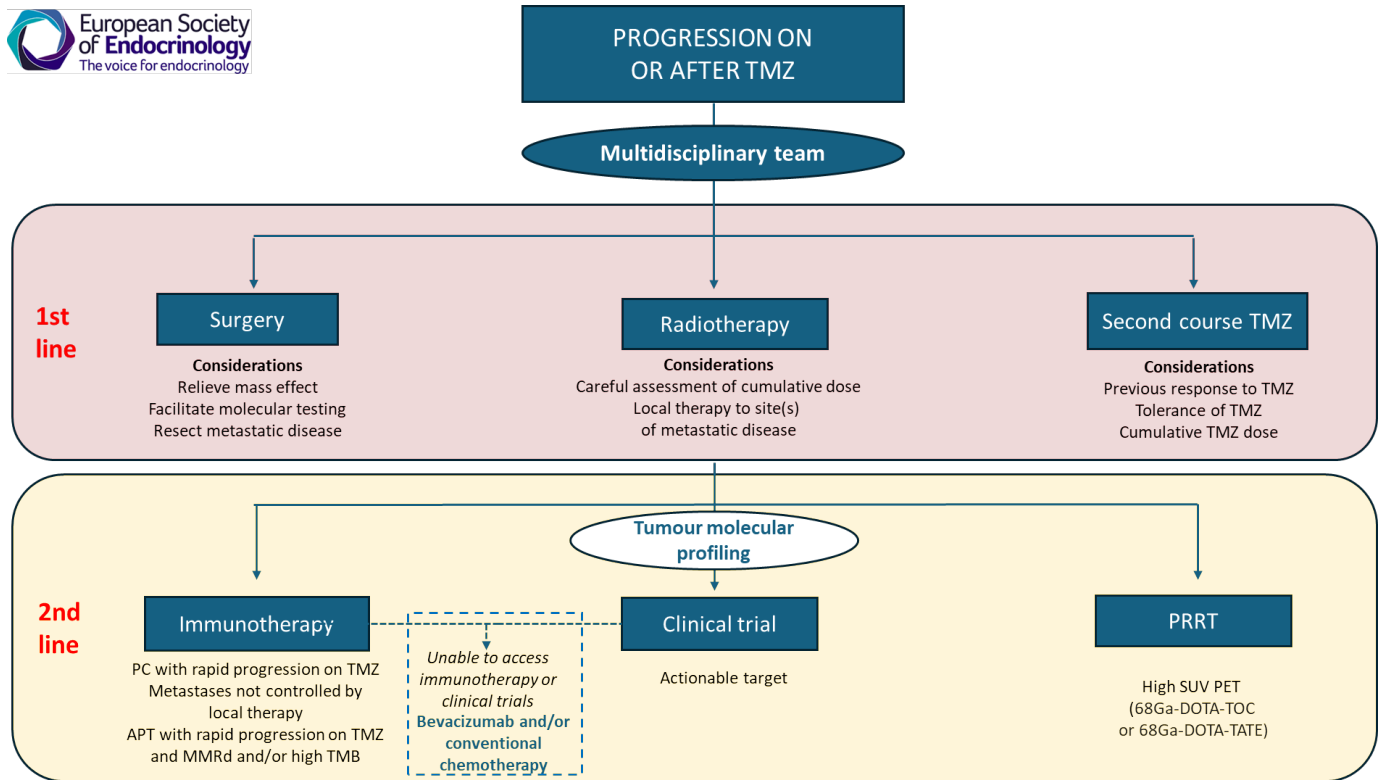 European Society
of Endocrinology
The voice for endocrinology
PROGRESSION ON
OR AFTER TMZ
Multidisciplinary team
1st
line
Surgery
Considerations
Relieve mass effect
Facilitate molecular testing
Resect metastatic disease
Radiotherapy
Considerations
Careful assessment of cumulative dose
Local therapy to site(s)
of metastatic disease
Second course TMZ
Considerations
Previous response to TMZ
Tolerance of TMZ
Cumulative TMZ dose
Tumour molecular
profiling
2nd
line
Immunotherapy
PC with rapid progression on TMZ
Metastases not controlled by
local therapy
APT with rapid progression on TMZ
and MMRd and/or high TMB
Unable to access
immunotherapy or
clinical trials
Bevacizumab and/or
conventional
chemotherapy
Clinical trial
Actionable target
PRRT
High SUV PET
(68Ga-DOTA-TOC
or 68Ga-DOTA-TATE)